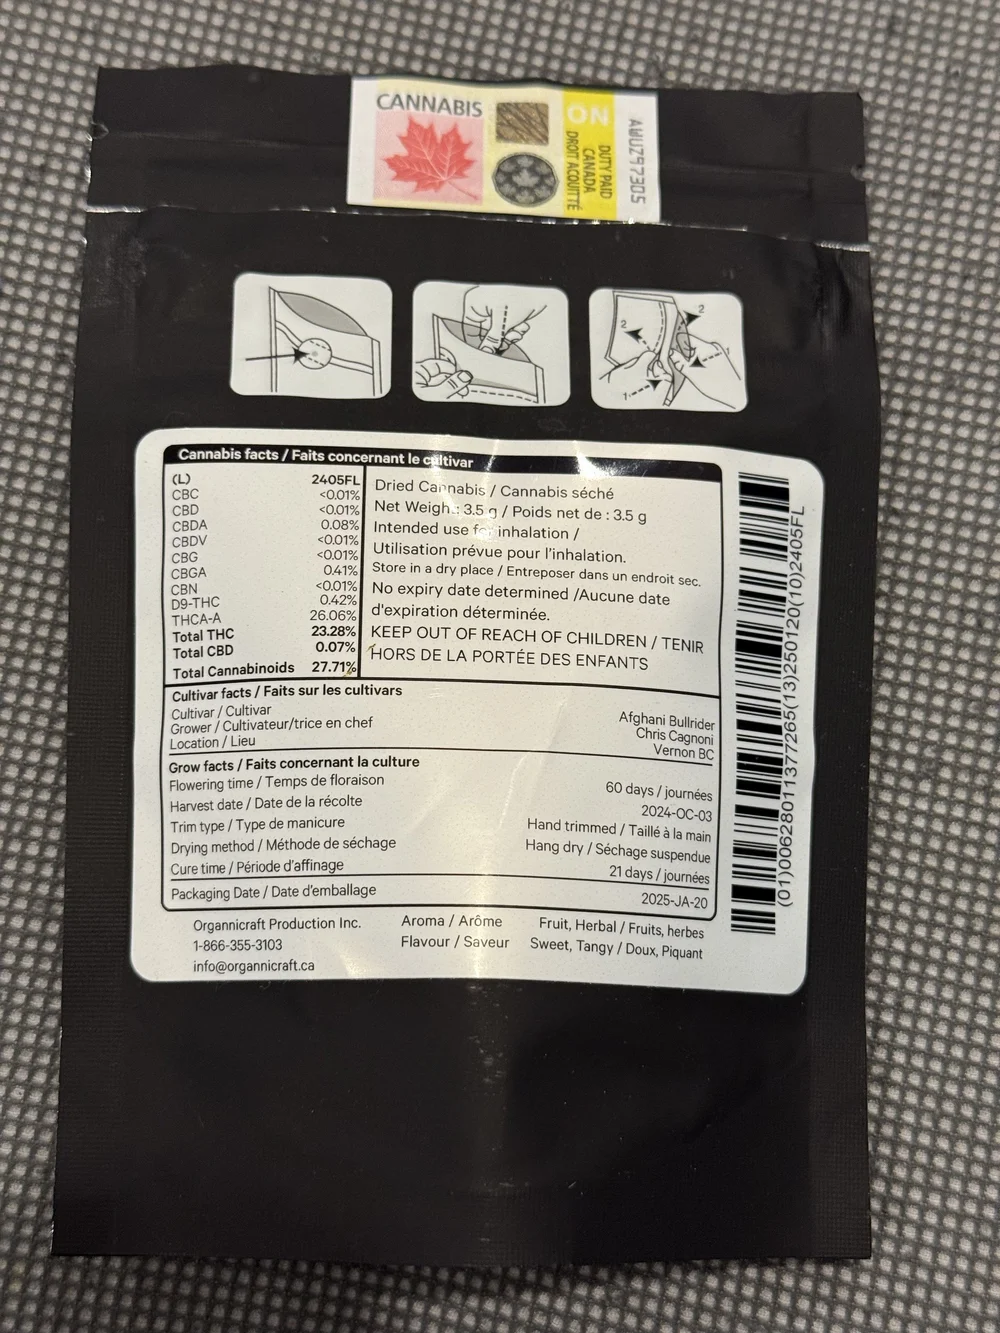 CANNABIS
ON
DUTY PAID
CANADA
DROIT ACQUITTÉ
AWUZ97305
2
2
1
1
Cannabis facts / Faits concernant le cultivar
(L) 2405FL
CBC <0.01%
CBD <0.01%
CBDA 0.08%
CBDV <0.01%
CBG <0.01%
CBGA 0.41%
CBN <0.01%
D9-THC 0.42%
THCA-A 26.06%
Total THC 23.28%
Total CBD 0.07%
Total Cannabinoids 27.71%
Dried Cannabis / Cannabis séché
Net Weight: 3.5 g / Poids net de : 3.5 g
Intended use for inhalation /
Utilisation prévue pour l'inhalation.
Store in a dry place / Entreposer dans un endroit sec.
No expiry date determined /Aucune date
d'expiration déterminée.
KEEP OUT OF REACH OF CHILDREN / TENIR
HORS DE LA PORTÉE DES ENFANTS
Cultivar facts / Faits sur les cultivars
Cultivar / Cultivar Afghani Bullrider
Grower / Cultivateur/trice en chef Chris Cagnoni
Location / Lieu Vernon BC
Grow facts / Faits concernant la culture
Flowering time / Temps de floraison 60 days / journées
Harvest date / Date de la récolte 2024-OC-03
Trim type / Type de manicure Hand trimmed / Taillé à la main
Drying method / Méthode de séchage Hang dry / Séchage suspendue
Cure time / Période d'affinage 21 days / journées
Packaging Date / Date d'emballage 2025-JA-20
Organnicraft Production Inc.
1-866-355-3103
info@organnicraft.ca
Aroma / Arôme Fruit, Herbal / Fruits, herbes
Flavour / Saveur Sweet, Tangy / Doux, Piquant
(01)00628011377265(13)250120(10)2405FL